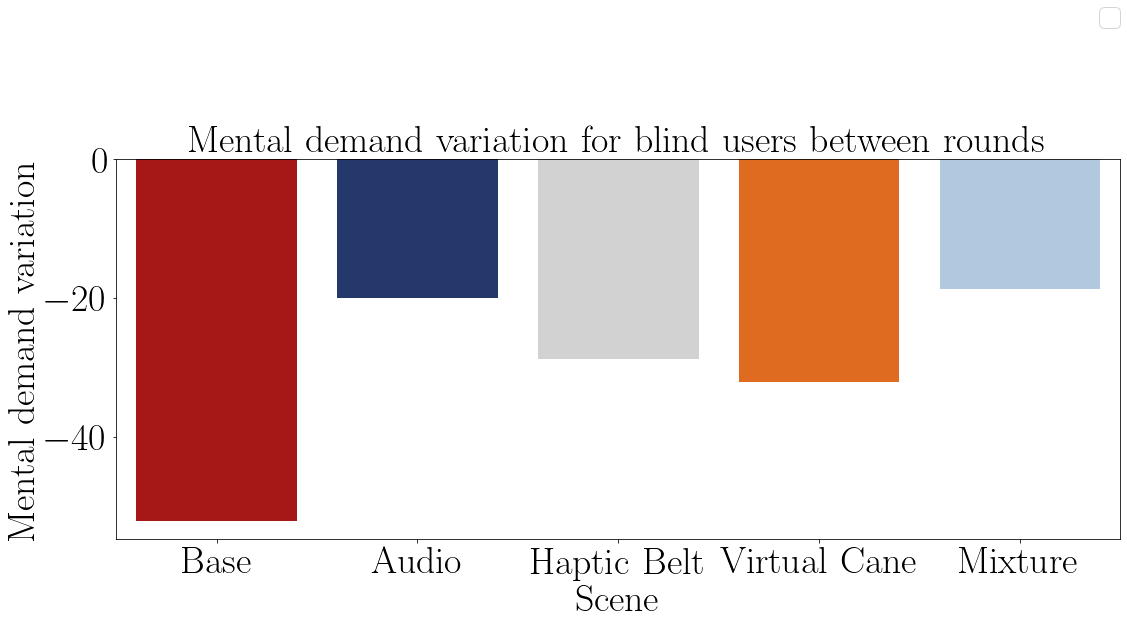 Mental demand variation for blind users between rounds
Mental demand variation
0
−20
−40
Base
Audio
Haptic Belt
Virtual Cane
Mixture
Scene